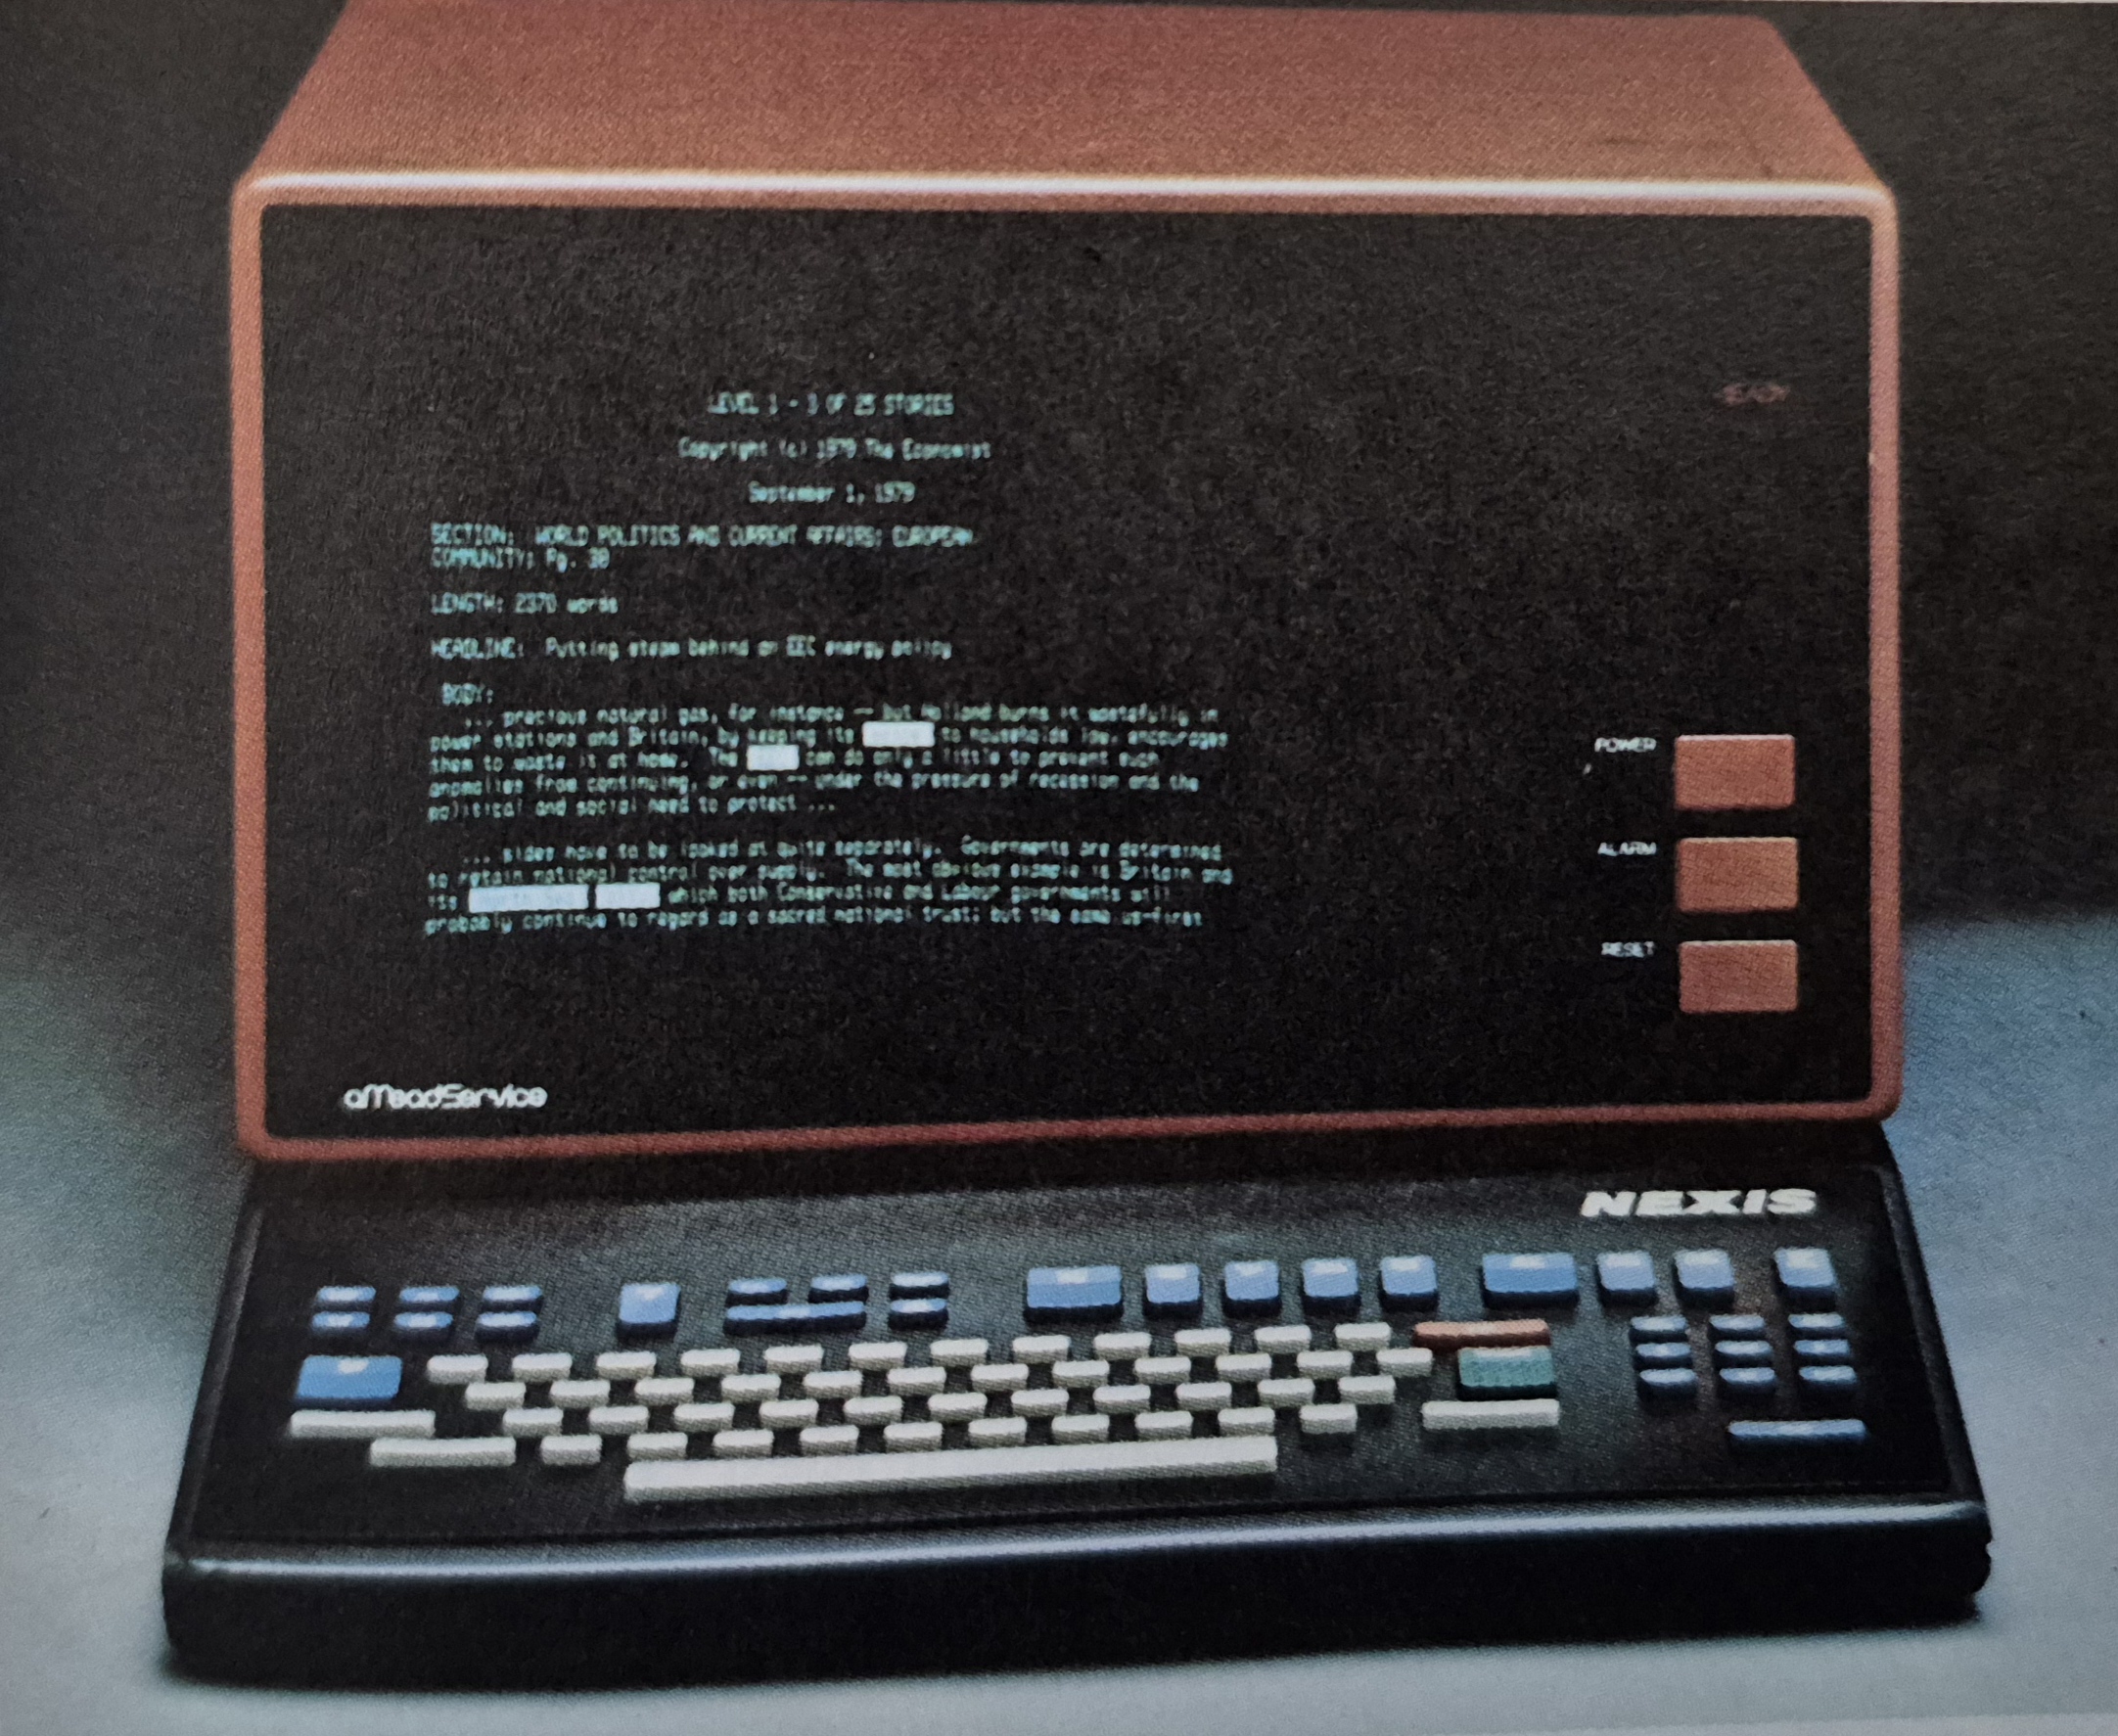 LEVEL 1 - 3 OF 25 STORIES
Copyright (c) 1979 The Economist
September 1, 1979
SECTION: WORLD POLITICS AND CURRENT AFFAIRS; EUROPEAN
COMMUNITY; Pg. 30
LENGTH: 2370 words
HEADLINE: Putting steam behind an EEC energy policy
BODY:
... precious natural gas, for instance -- but Holland burns it wastefully in
power stations and Britain, by keeping its to households low, encourages
them to waste it at home. The can do only a little to prevent such
anomalies from continuing, or even -- under the pressure of recession and the
political and social need to protect ...
... sides have to be looked at quite separately. Governments are determined
to retain national control over supply. The most obvious example is Britain and
its which both Conservative and Labour governments will
probably continue to regard as a sacred national trust; but the same us-first
READY
POWER
ALARM
RESET
aMeadService
NEXIS